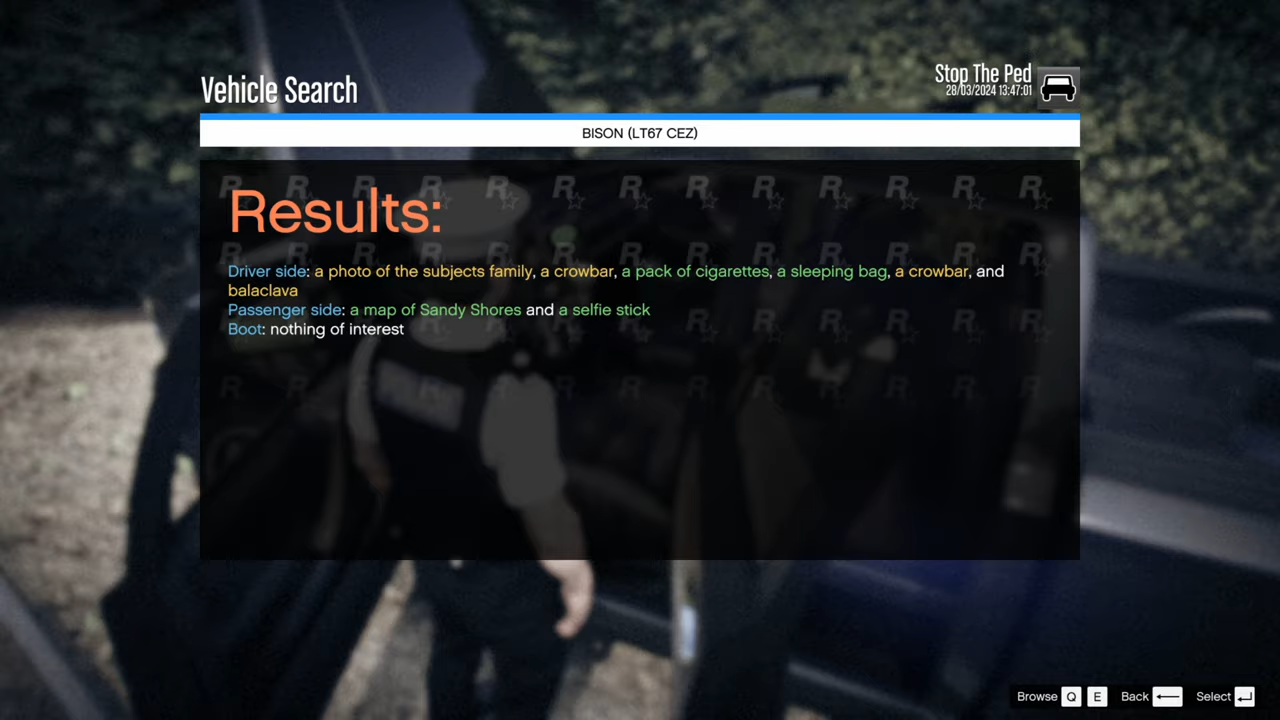 Vehicle Search
Stop The Ped
28/03/2024 13:47:01
BISON (LT67 CEZ)
Results:
Driver side: a photo of the subjects family, a crowbar, a pack of cigarettes, a sleeping bag, a crowbar, and
balaclava
Passenger side: a map of Sandy Shores and a selfie stick
Boot: nothing of interest
Browse Q E Back Select